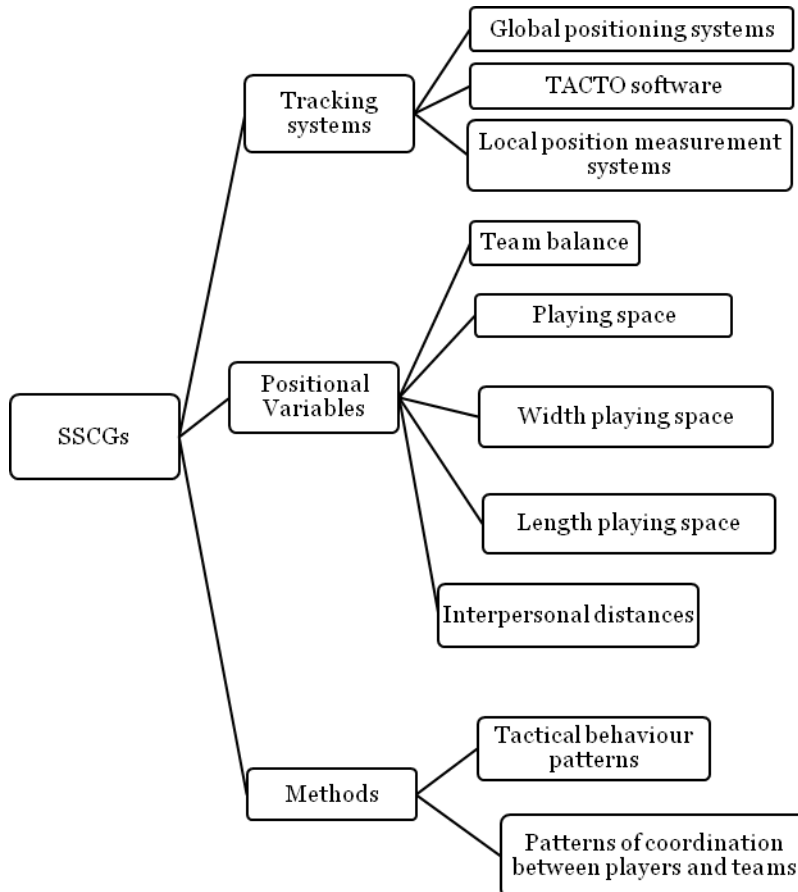 Global positioning systems
TACTO software
Tracking
systems
Local position measurement
systems
Team balance
Playing space
Positional
Variables
Width playing space
SSCGs
Length playing space
Interpersonal distances
Tactical behaviour
patterns
Methods
Patterns of coordination
between players and teams